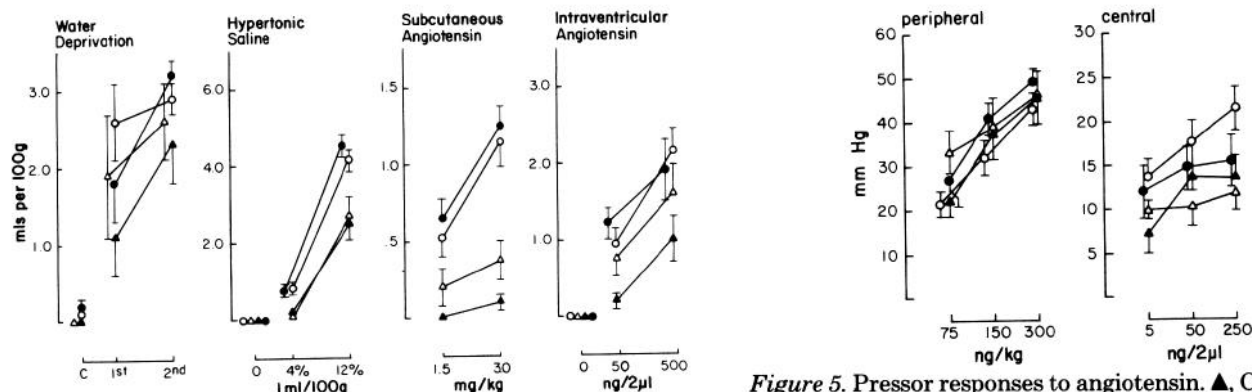 Water
Deprivation
Hypertonic
Saline
Subcutaneous
Angiotensin
Intraventricular
Angiotensin
mls per 100g
3.0
2.0
1.0
C 1st 2nd
6.0
4.0
2.0
0 4% 12%
1ml/100g
1.5
1.0
.5
1.5 30
mg/kg
2.0
1.0
0 50 500
ng/2μl
peripheral
mm Hg
60
50
40
30
20
10
75 150 300
ng/kg
central
30
25
20
15
10
5
5 50 250
ng/2μl
Figure 5. Pressor responses to angiotensin. ▲,